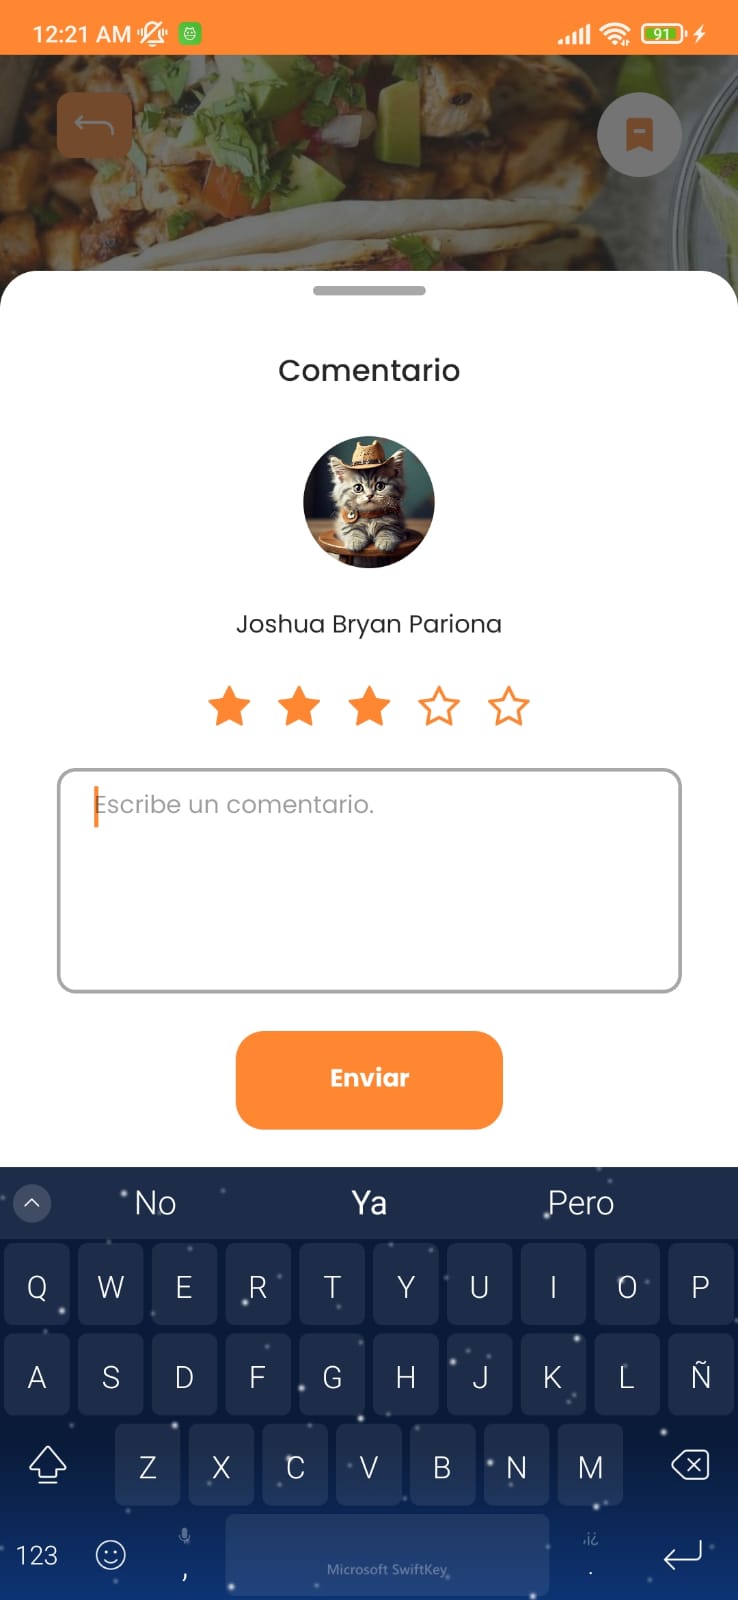 12:21 AM 91
Comentario
Joshua Bryan Pariona
Escribe un comentario.
Enviar
No Ya Pero
Q W E R T Y U I O P
A S D F G H J K L Ñ
Z X C V B N M
123 , Microsoft SwiftKey ,¡¿ .